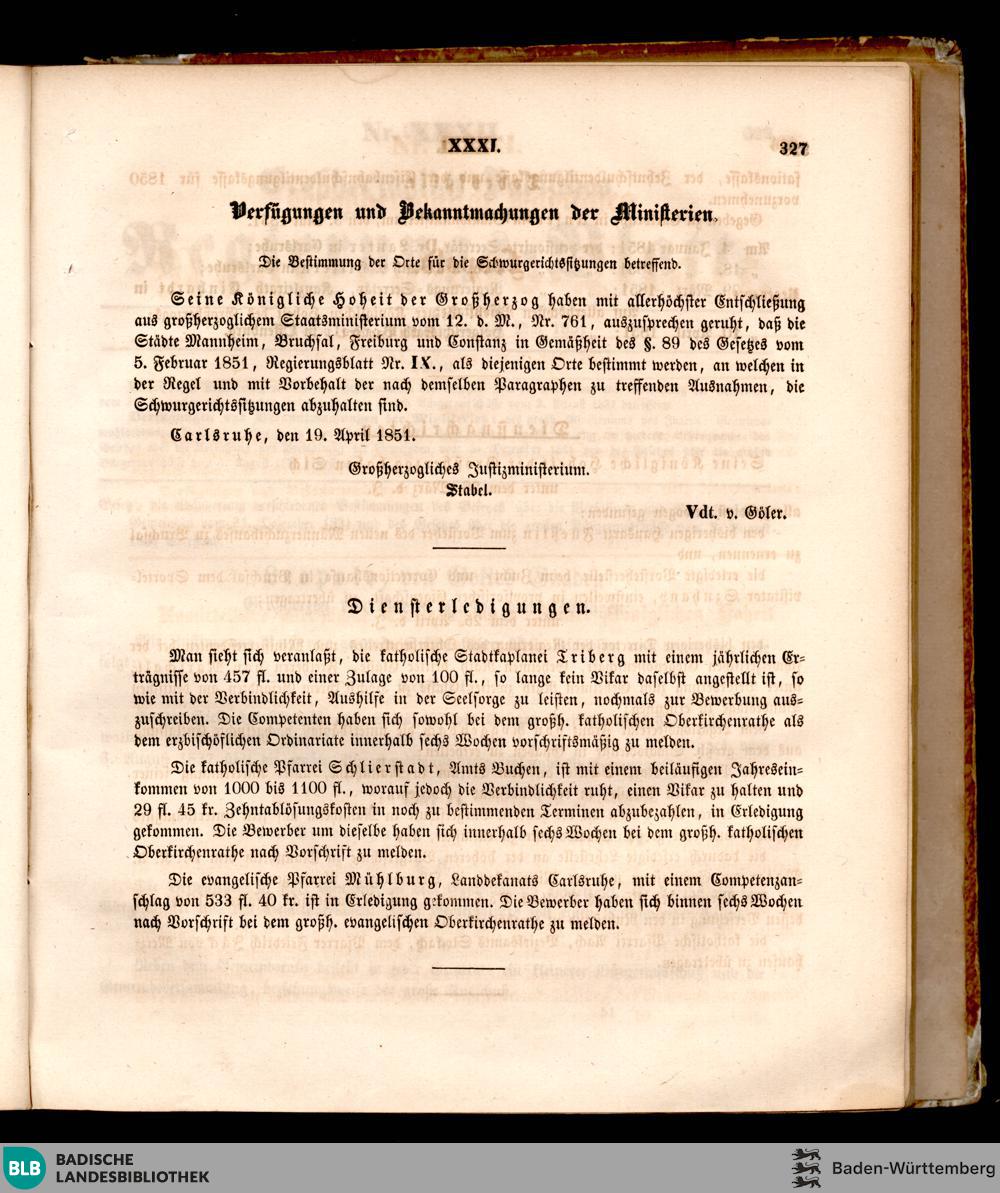 XXXI.
327
Verfügungen und Bekanntmachungen der Ministerien.
Die Bestimmung der Orte für die Schwurgerichtssitzungen betreffend.
Seine Königliche Hoheit der Großherzog haben mit allerhöchster Entschließung
aus großherzoglichem Staatsministerium vom 12. d. M., Nr. 761, auszusprechen geruht, daß die
Städte Mannheim, Bruchsal, Freiburg und Constanz in Gemäßheit des §. 89 des Gesetzes vom
5. Februar 1851, Regierungsblatt Nr. IX., als diejenigen Orte bestimmt werden, an welchen in
der Regel und mit Vorbehalt der nach demselben Paragraphen zu treffenden Ausnahmen, die
Schwurgerichtssitzungen abzuhalten sind.
Carlsruhe, den 19. April 1851.
Großherzogliches Justizministerium.
Stabel.
Vdt. v. Göler.
Diensterledigungen.
Man sieht sich veranlaßt, die katholische Stadtkaplanei Triberg mit einem jährlichen Er-
trägnisse von 457 fl. und einer Zulage von 100 fl., so lange kein Vikar daselbst angestellt ist, so
wie mit der Verbindlichkeit, Aushilfe in der Seelsorge zu leisten, nochmals zur Bewerbung aus-
zuschreiben. Die Competenten haben sich sowohl bei dem großh. katholischen Oberkirchenrathe als
dem erzbischöflichen Ordinariate innerhalb sechs Wochen vorschriftsmäßig zu melden.
Die katholische Pfarrei Schlierstadt, Amts Buchen, ist mit einem beiläufigen Jahresein-
kommen von 1000 bis 1100 fl., worauf jedoch die Verbindlichkeit ruht, einen Vikar zu halten und
29 fl. 45 kr. Zehntablösungskosten in noch zu bestimmenden Terminen abzubezahlen, in Erledigung
gekommen. Die Bewerber um dieselbe haben sich innerhalb sechs Wochen bei dem großh. katholischen
Oberkirchenrathe nach Vorschrift zu melden.
Die evangelische Pfarrei Mühlburg, Landdekanats Carlsruhe, mit einem Competenzan-
schlag von 533 fl. 40 kr. ist in Erledigung gekommen. Die Bewerber haben sich binnen sechs Wochen
nach Vorschrift bei dem großh. evangelischen Oberkirchenrathe zu melden.
BLB BADISCHE
LANDESBIBLIOTHEK
Baden-Württemberg